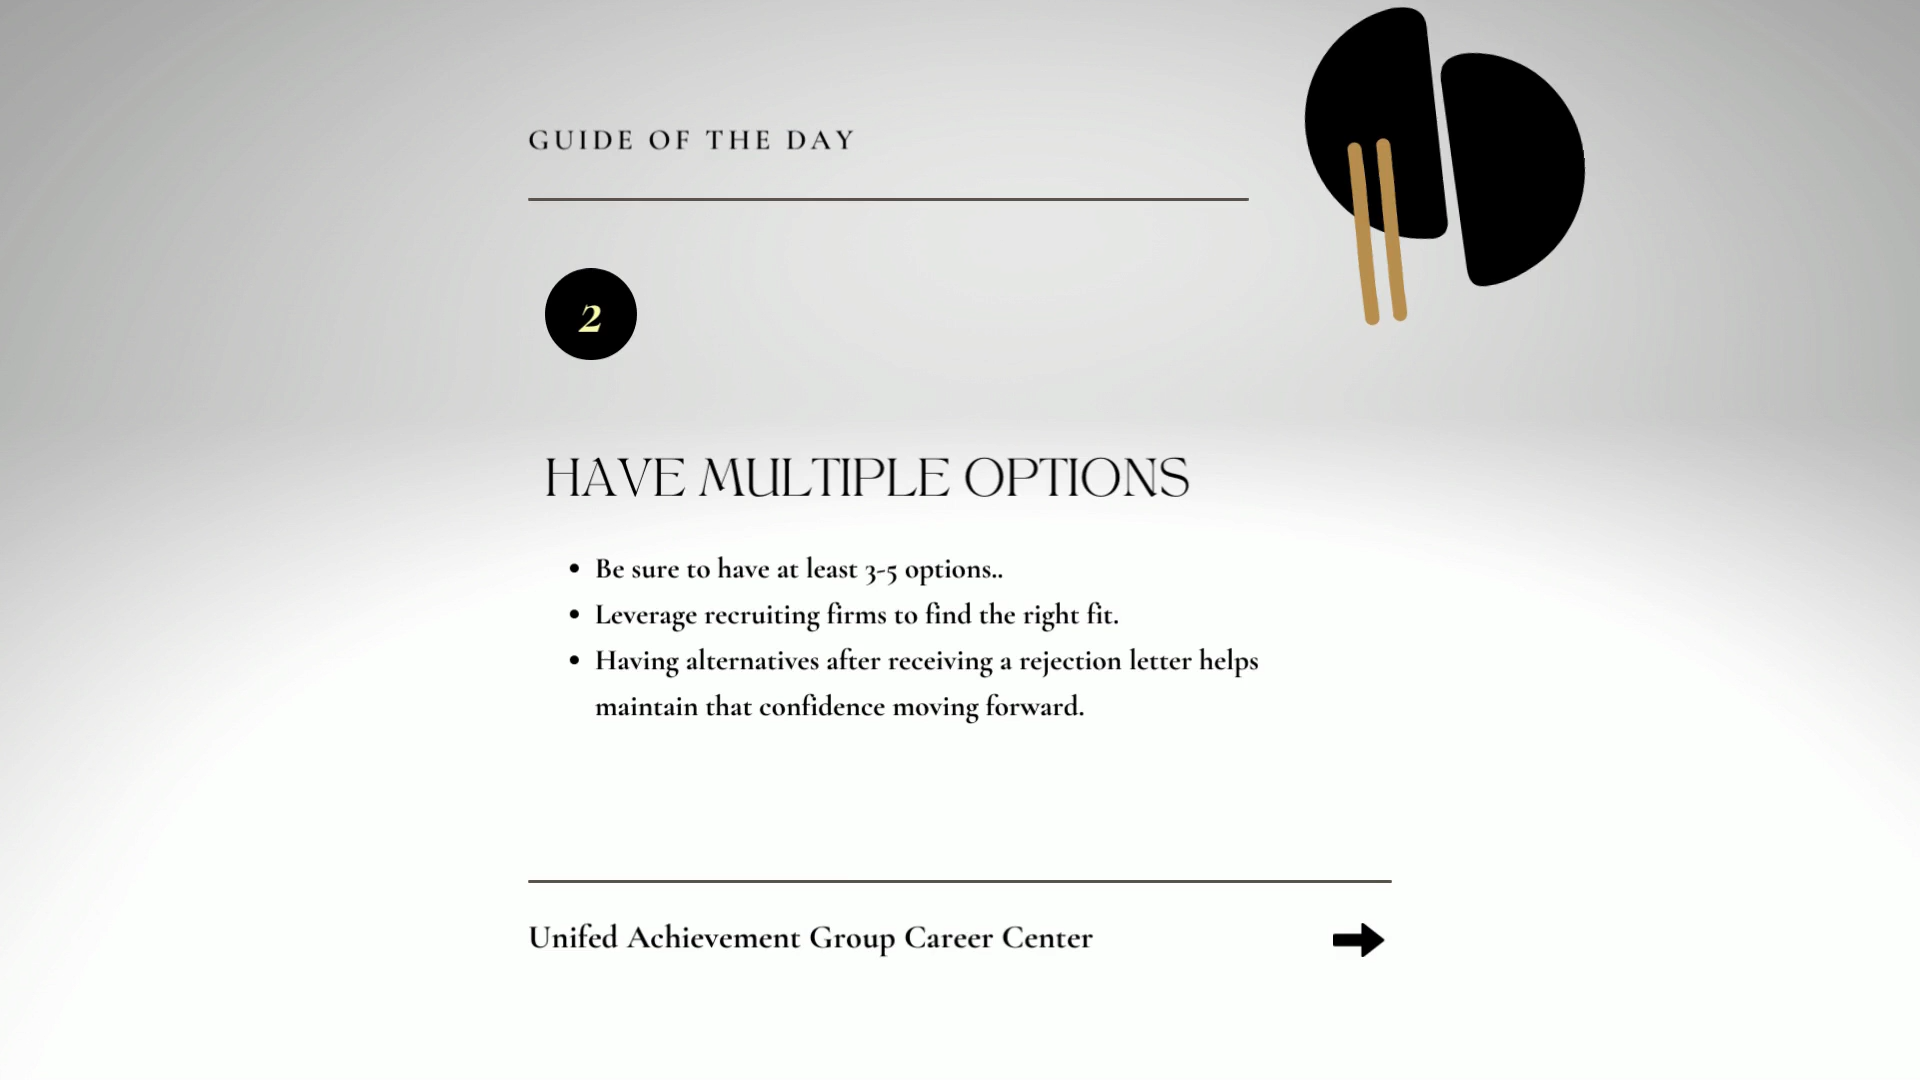 GUIDE OF THE DAY
2
HAVE MULTIPLE OPTIONS
• Be sure to have at least 3-5 options..
• Leverage recruiting firms to find the right fit.
• Having alternatives after receiving a rejection letter helps
maintain that confidence moving forward.
Unifed Achievement Group Career Center